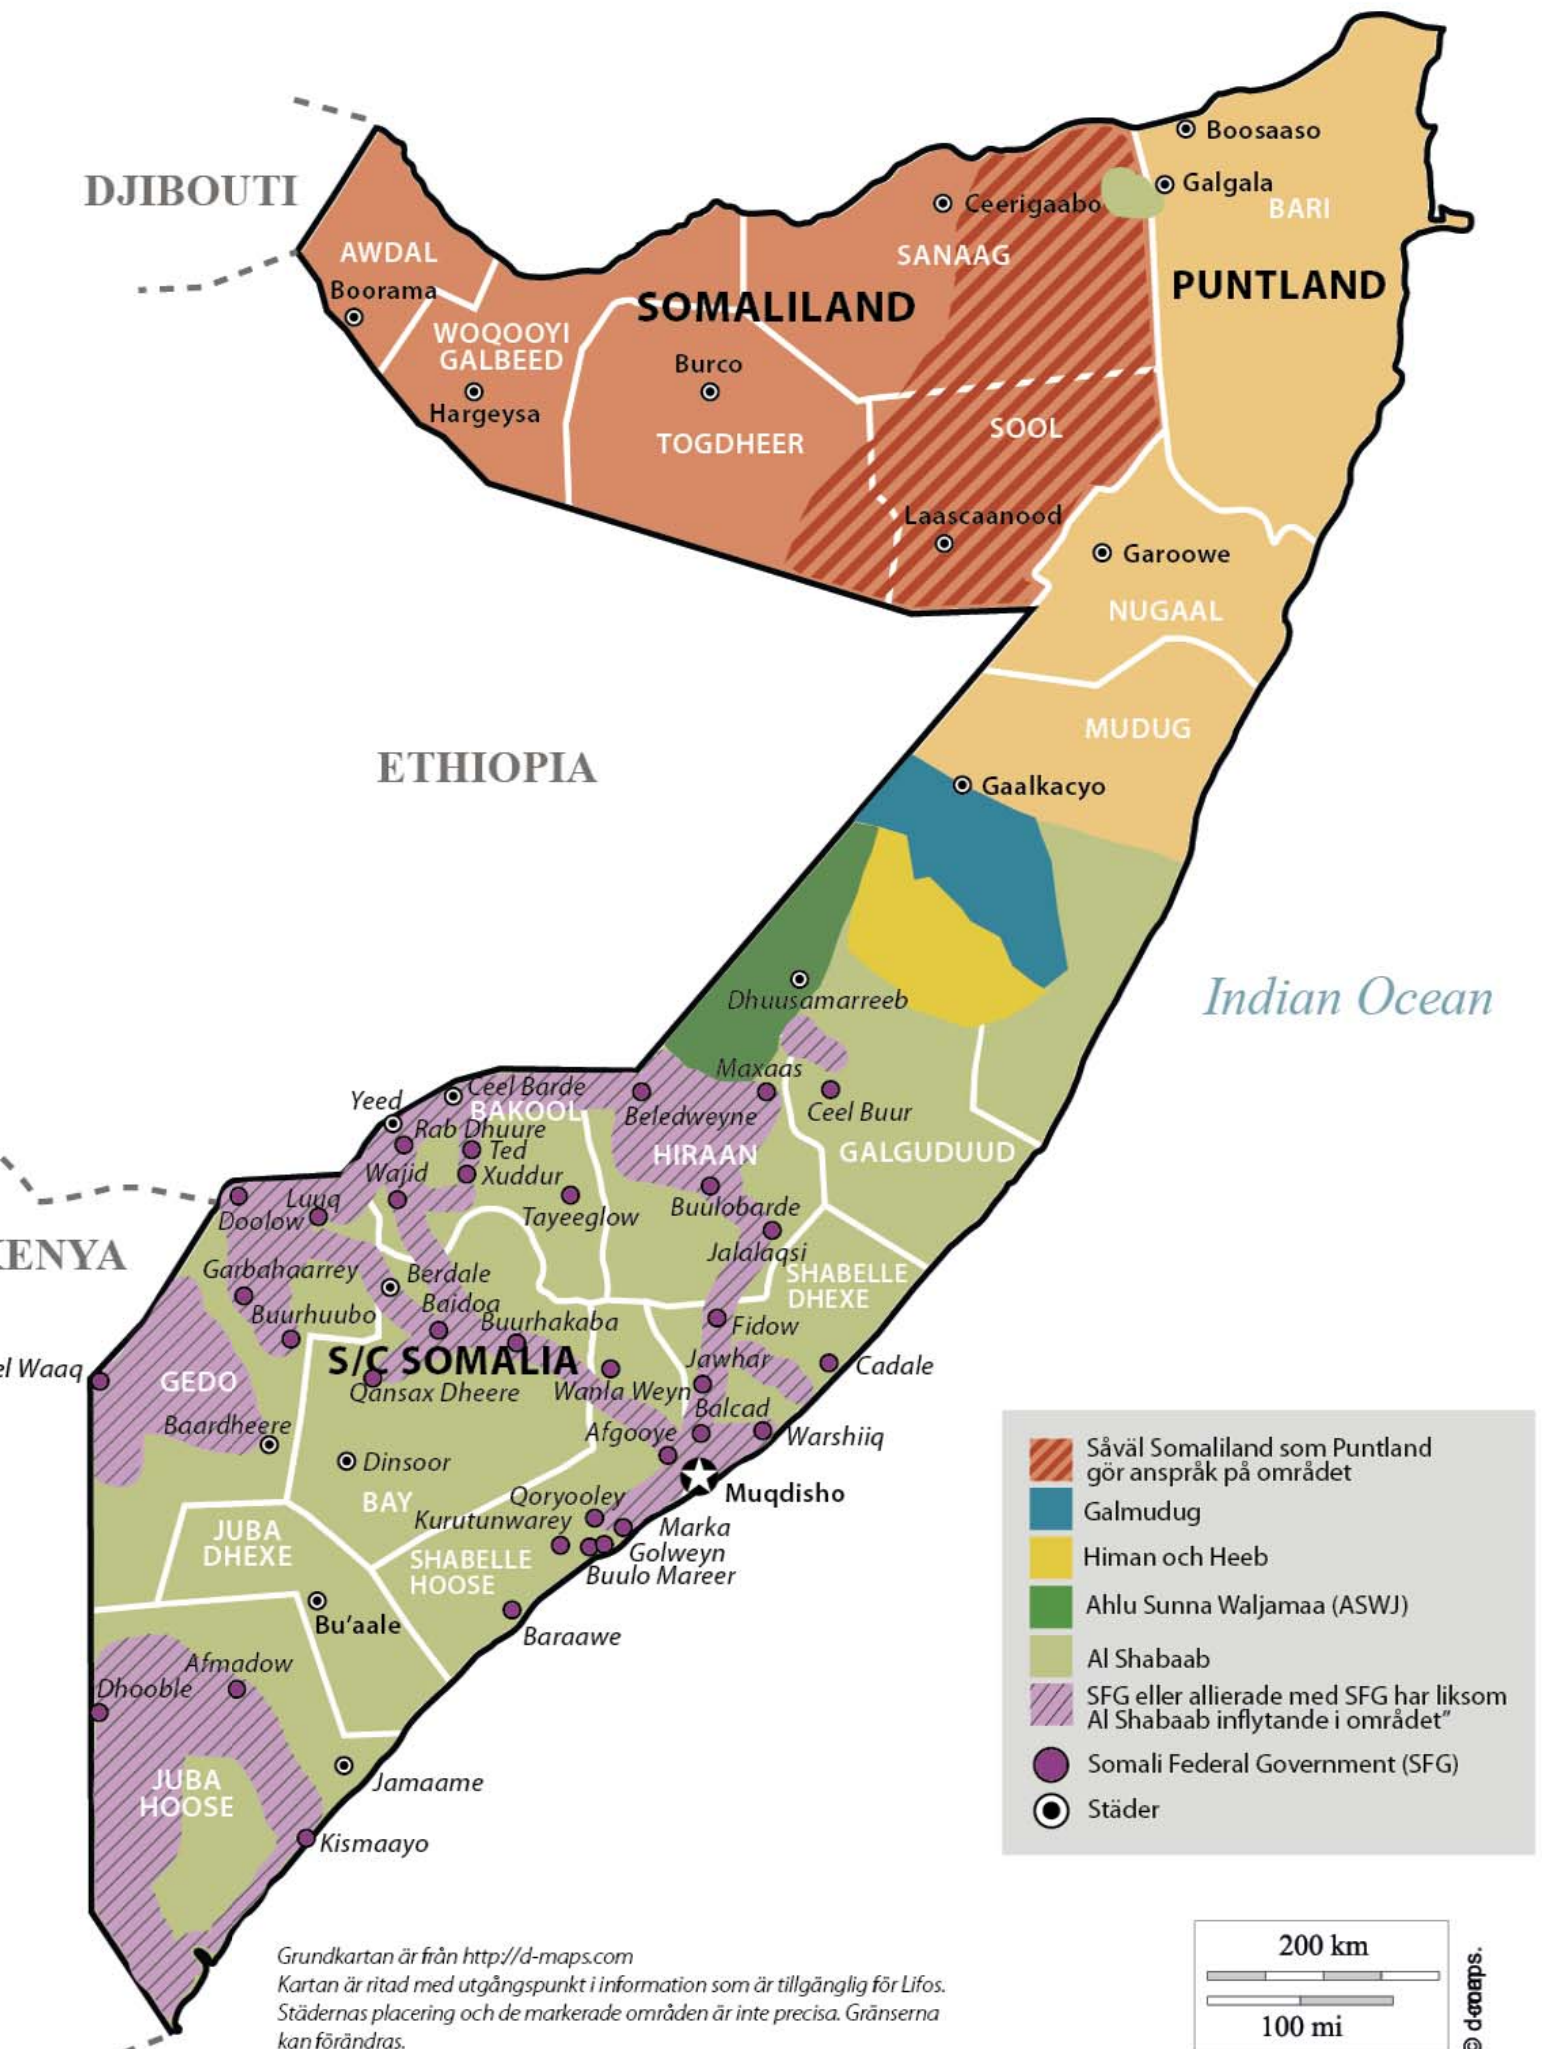 DJIBOUTI
AWDAL
Boorama
WOQOOYI
GALBEED
Hargeysa
SOMALILAND
Burco
TOGDHEER
Ceerigaabo
SANAAG
SOOL
Laascaanood
Boosaaso
Galgala
BARI
PUNTLAND
Garoowe
NUGAAL
MUDUG
Gaalkacyo
ETHIOPIA
Indian Ocean
Dhuusamarreeb
Maxaas
Ceel Buur
GALGUDUUD
Beledweyne
HIRAAN
Buulobarde
Jalalaqsi
SHABELLE
DHEXE
Yeed
Ceel Barde
BAKOOL
Rab Dhuure
Ted
Wajid
Xuddur
Tayeeglow
Luuq
Doolow
KENYA
Garbahaarrey
Berdale
Buurhuubo
Baidoa
Buurhakaba
S/C SOMALIA
Qansax Dheere
Wanla Weyn
Fidow
Jawhar
Cadale
Balcad
Afgooye
Warshiiq
Muqdisho
el Waaq
GEDO
Baardheere
Dinsoor
BAY
Qoryooley
Kurutunwarey
Marka
Golweyn
Buulo Mareer
SHABELLE
HOOSE
Baraawe
JUBA
DHEXE
Bu’aale
Afmadow
Dhooble
JUBA
HOOSE
Jamaame
Kismaayo
Såväl Somaliland som Puntland
gör anspråk på området
Galmudug
Himan och Heeb
Ahlu Sunna Waljamaa (ASWJ)
Al Shabaab
SFG eller allierade med SFG har liksom
Al Shabaab inflytande i området”
Somali Federal Government (SFG)
Städer
Grundkartan är från http://d-maps.com
Kartan är ritad med utgångspunkt i information som är tillgänglig för Lifos.
Städernas placering och de markerade områden är inte precisa. Gränserna
kan förändras.
200 km
100 mi